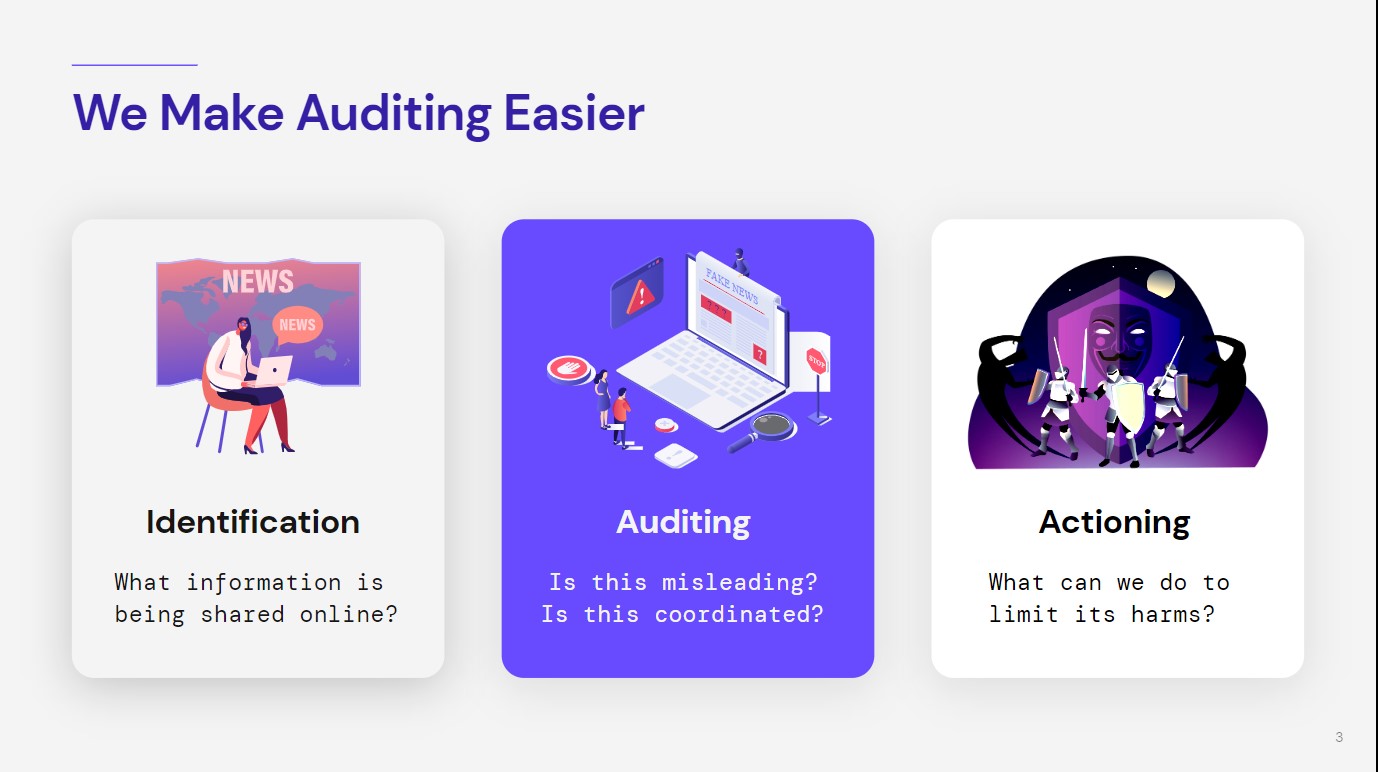 We Make Auditing Easier
NEWS
NEWS
Identification
What information is
being shared online?
FAKE NEWS
? ? ?
?
!
STOP
Auditing
Is this misleading?
Is this coordinated?
Actioning
What can we do to
limit its harms?
3